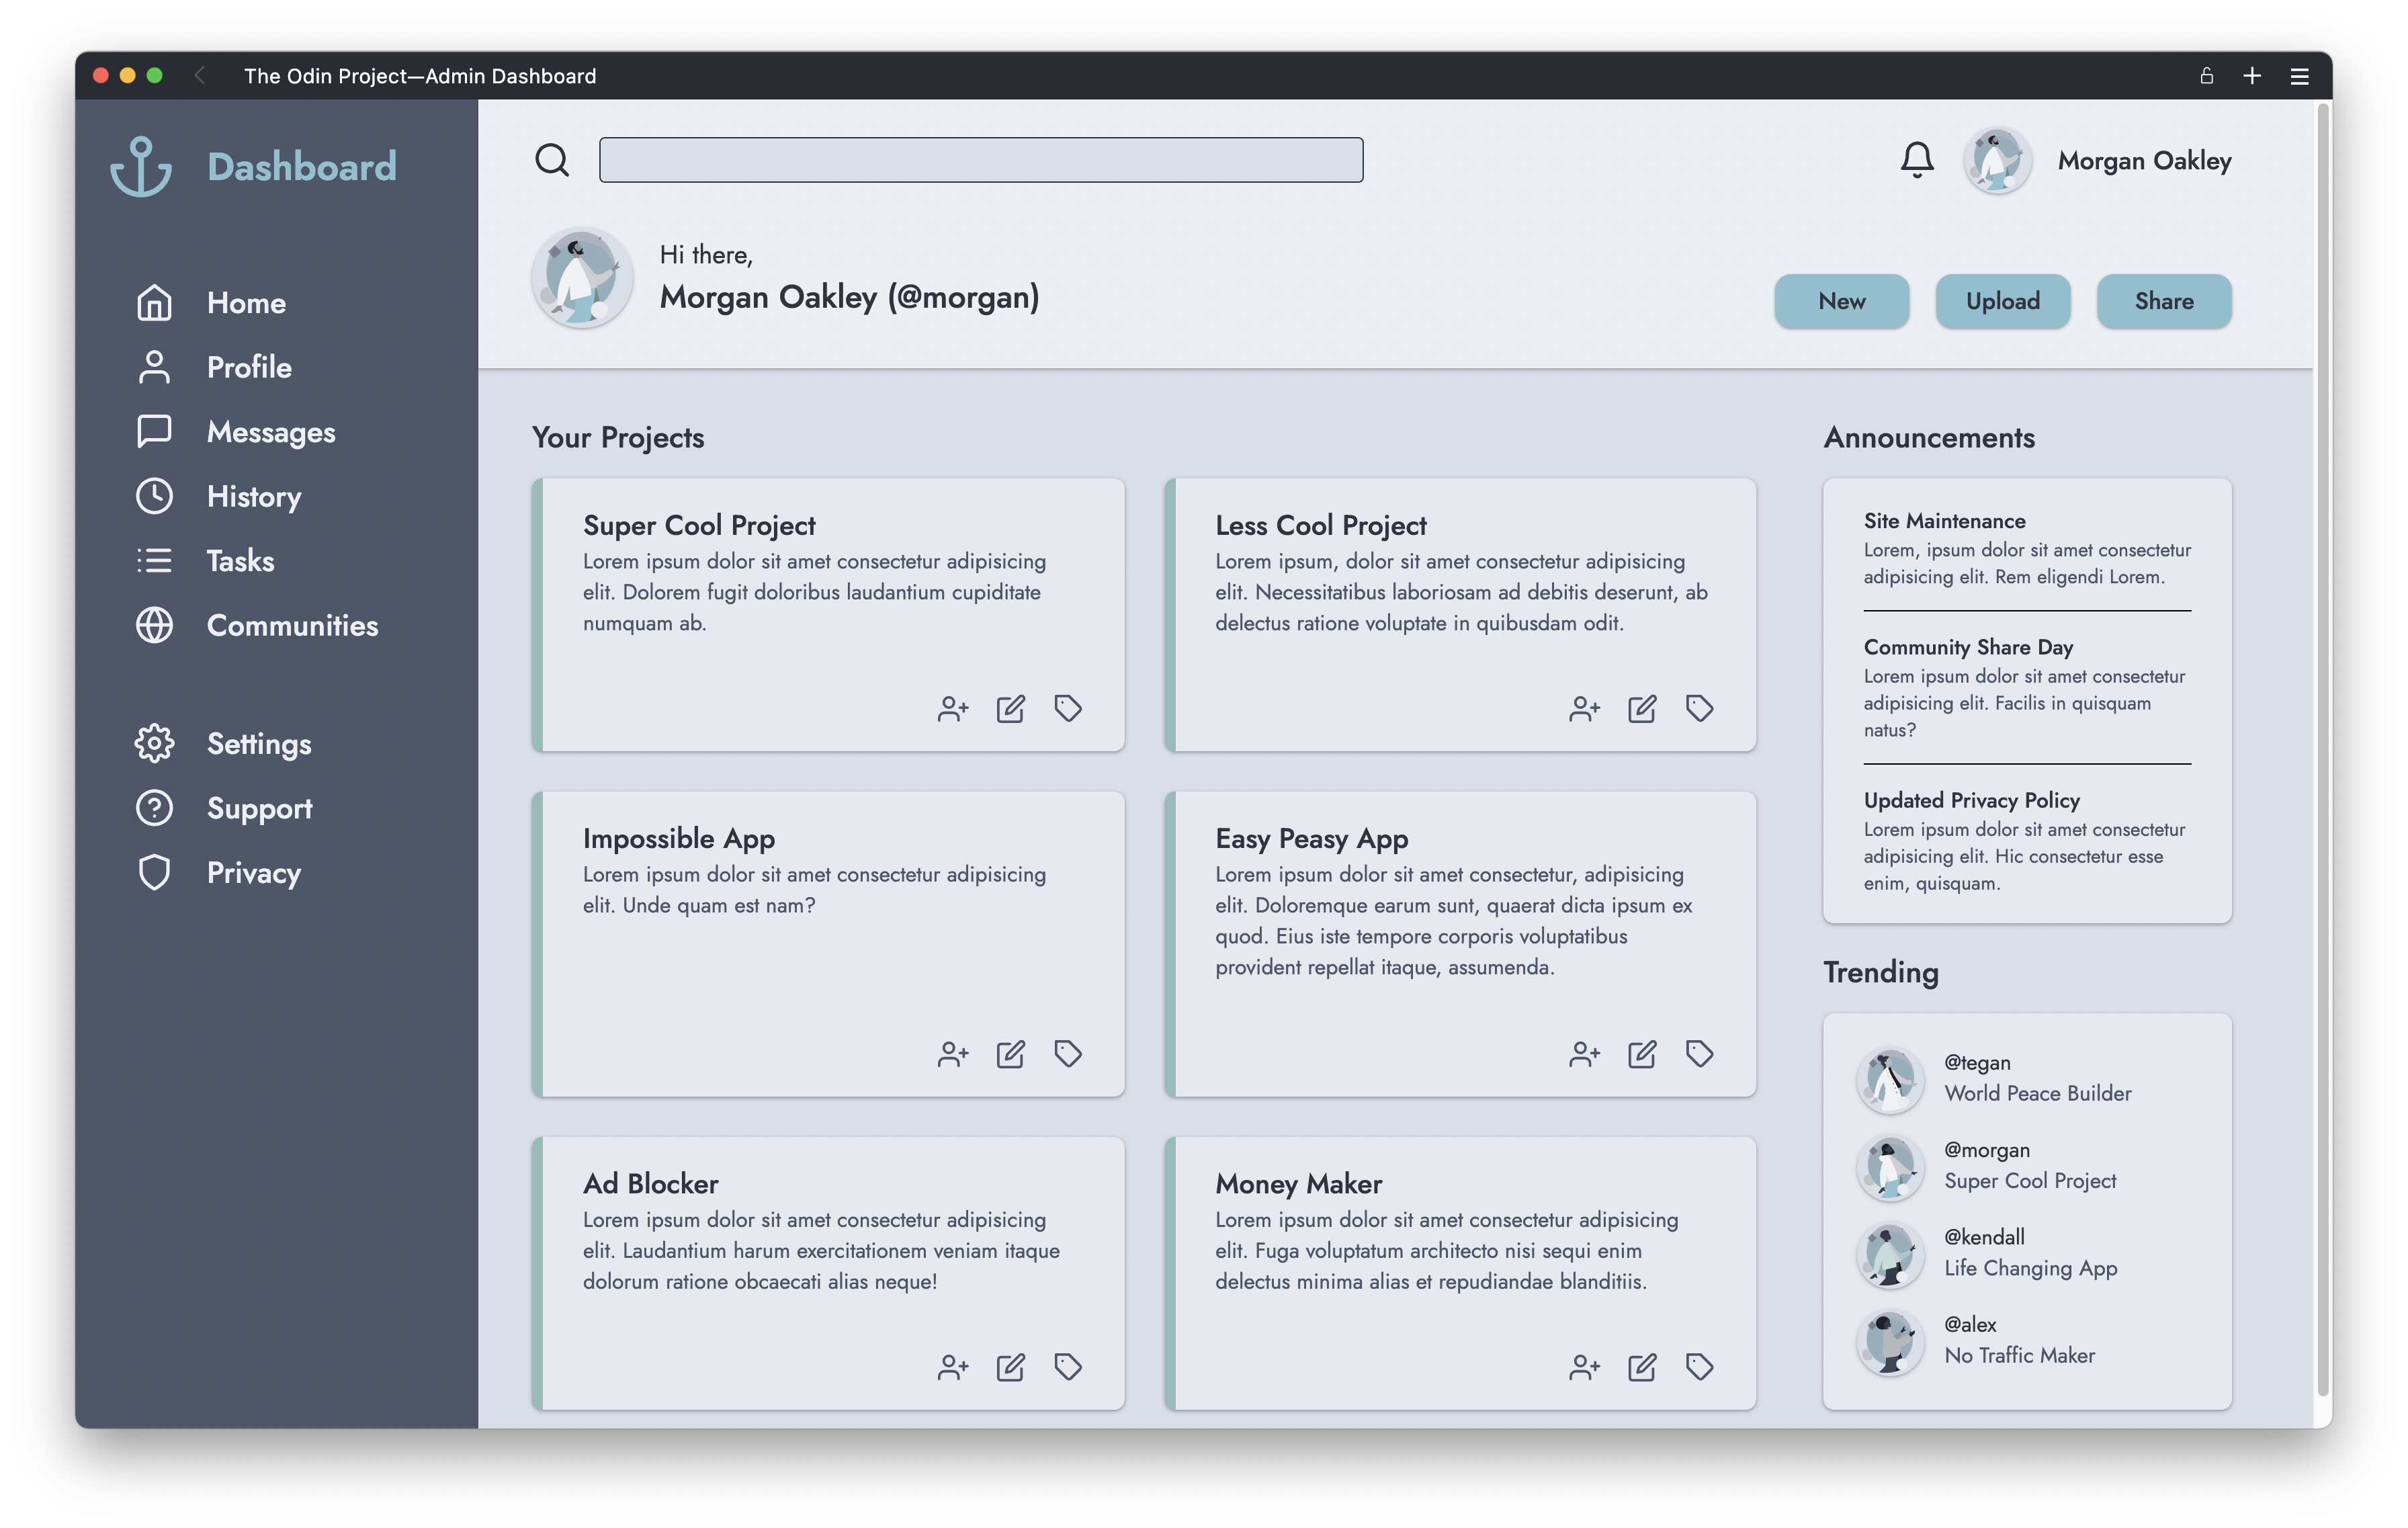 The Odin Project—Admin Dashboard
Dashboard
Home
Profile
Messages
History
Tasks
Communities
Settings
Support
Privacy
Morgan Oakley
Hi there,
Morgan Oakley (@morgan)
New
Upload
Share
Your Projects
Super Cool Project
Lorem ipsum dolor sit amet consectetur adipisicing
elit. Dolorem fugit doloribus laudantium cupiditate
numquam ab.
Less Cool Project
Lorem ipsum, dolor sit amet consectetur adipisicing
elit. Necessitatibus laboriosam ad debitis deserunt, ab
delectus ratione voluptate in quibusdam odit.
Impossible App
Lorem ipsum dolor sit amet consectetur adipisicing
elit. Unde quam est nam?
Easy Peasy App
Lorem ipsum dolor sit amet consectetur, adipisicing
elit. Doloremque earum sunt, quaerat dicta ipsum ex
quod. Eius iste tempore corporis voluptatibus
provident repellat itaque, assumenda.
Ad Blocker
Lorem ipsum dolor sit amet consectetur adipisicing
elit. Laudantium harum exercitationem veniam itaque
dolorum ratione obcaecati alias neque!
Money Maker
Lorem ipsum dolor sit amet consectetur adipisicing
elit. Fuga voluptatum architecto nisi sequi enim
delectus minima alias et repudiandae blanditiis.
Announcements
Site Maintenance
Lorem, ipsum dolor sit amet consectetur
adipisicing elit. Rem eligendi Lorem.
Community Share Day
Lorem ipsum dolor sit amet consectetur
adipisicing elit. Facilis in quisquam
natus?
Updated Privacy Policy
Lorem ipsum dolor sit amet consectetur
adipisicing elit. Hic consectetur esse
enim, quisquam.
Trending
@tegan
World Peace Builder
@morgan
Super Cool Project
@kendall
Life Changing App
@alex
No Traffic Maker